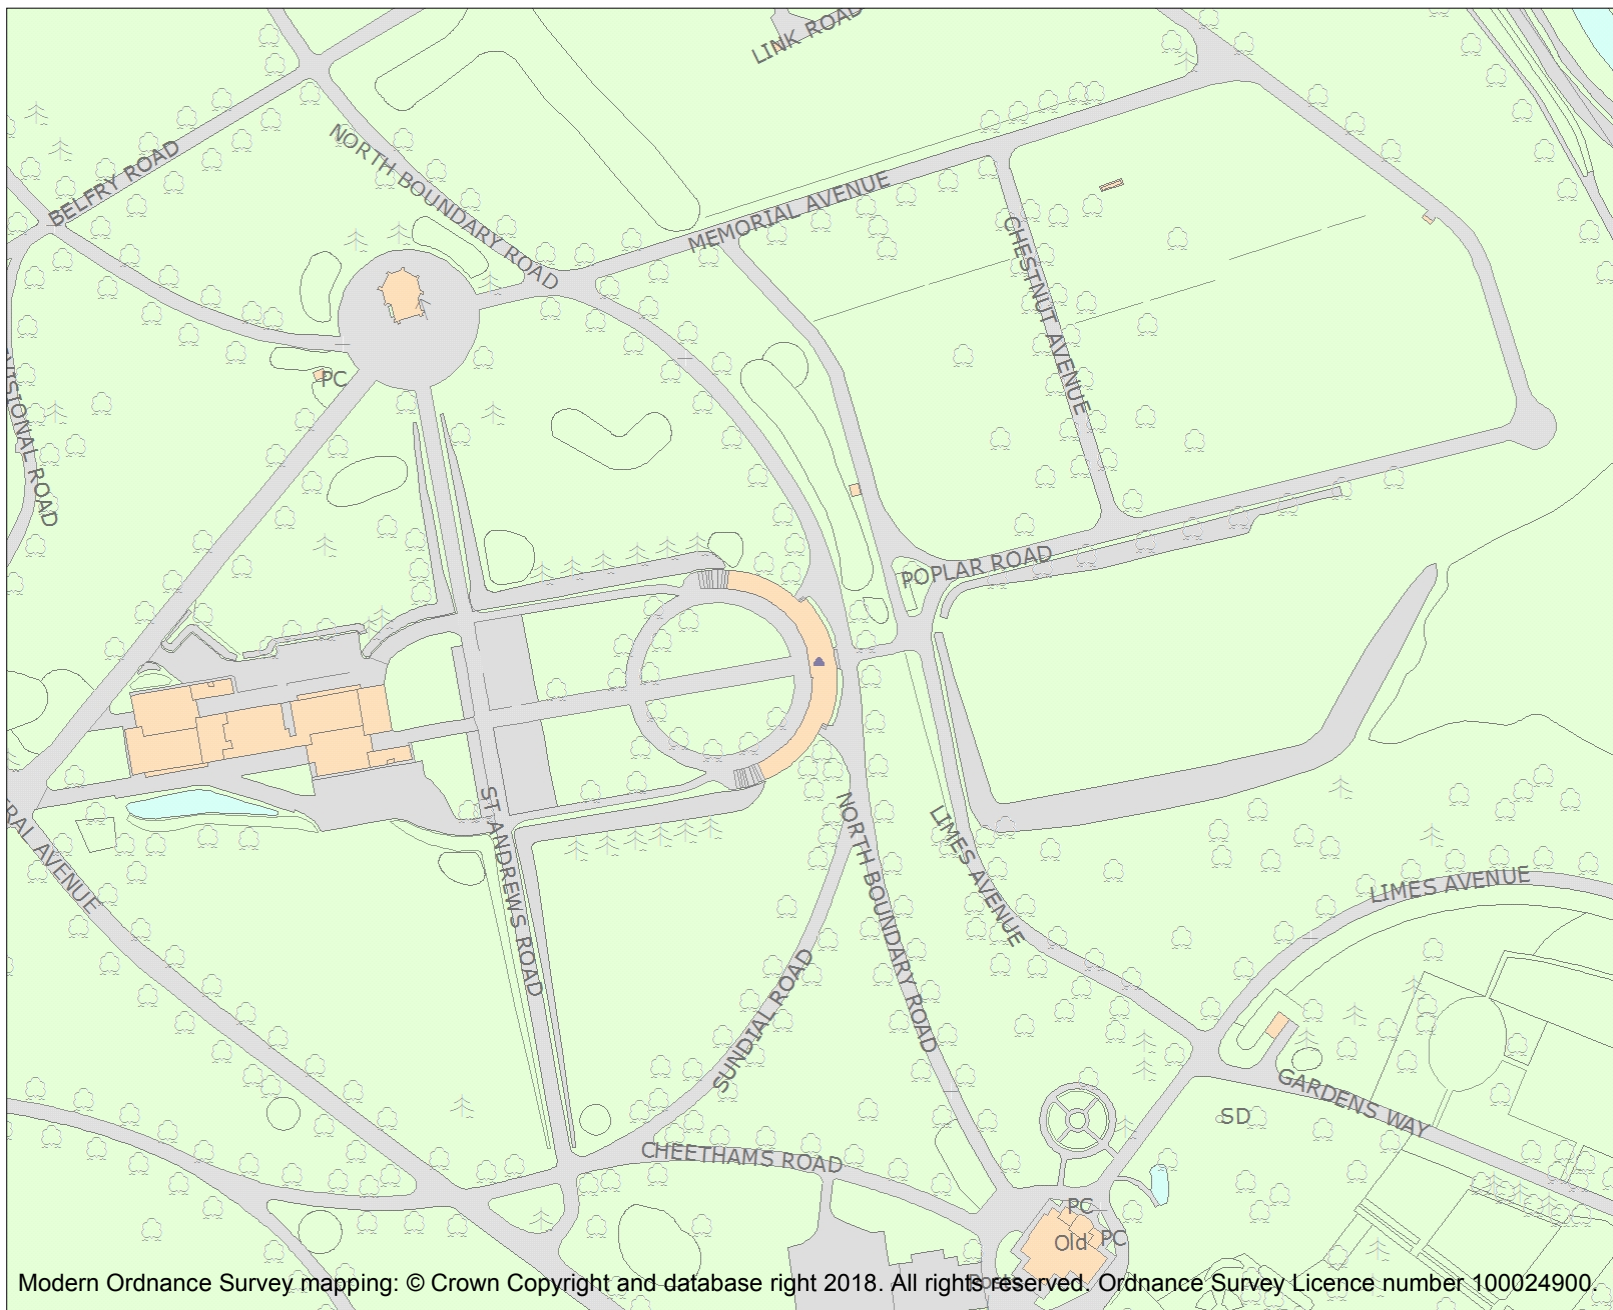 LINK ROAD
NORTH BOUNDARY ROAD
BELFRY ROAD
MEMORIAL AVENUE
CHESTNUT AVENUE
PC
POPLAR ROAD
ST ANDREWS ROAD
NORTH BOUNDARY ROAD
LIMES AVENUE
LIMES AVENUE
SUNDIAL ROAD
GARDENS WAY
SD
CHEETHAMS ROAD
PC
Old
PC
Modern Ordnance Survey mapping: © Crown Copyright and database right 2018. All rights reserved. Ordnance Survey Licence number 100024900.